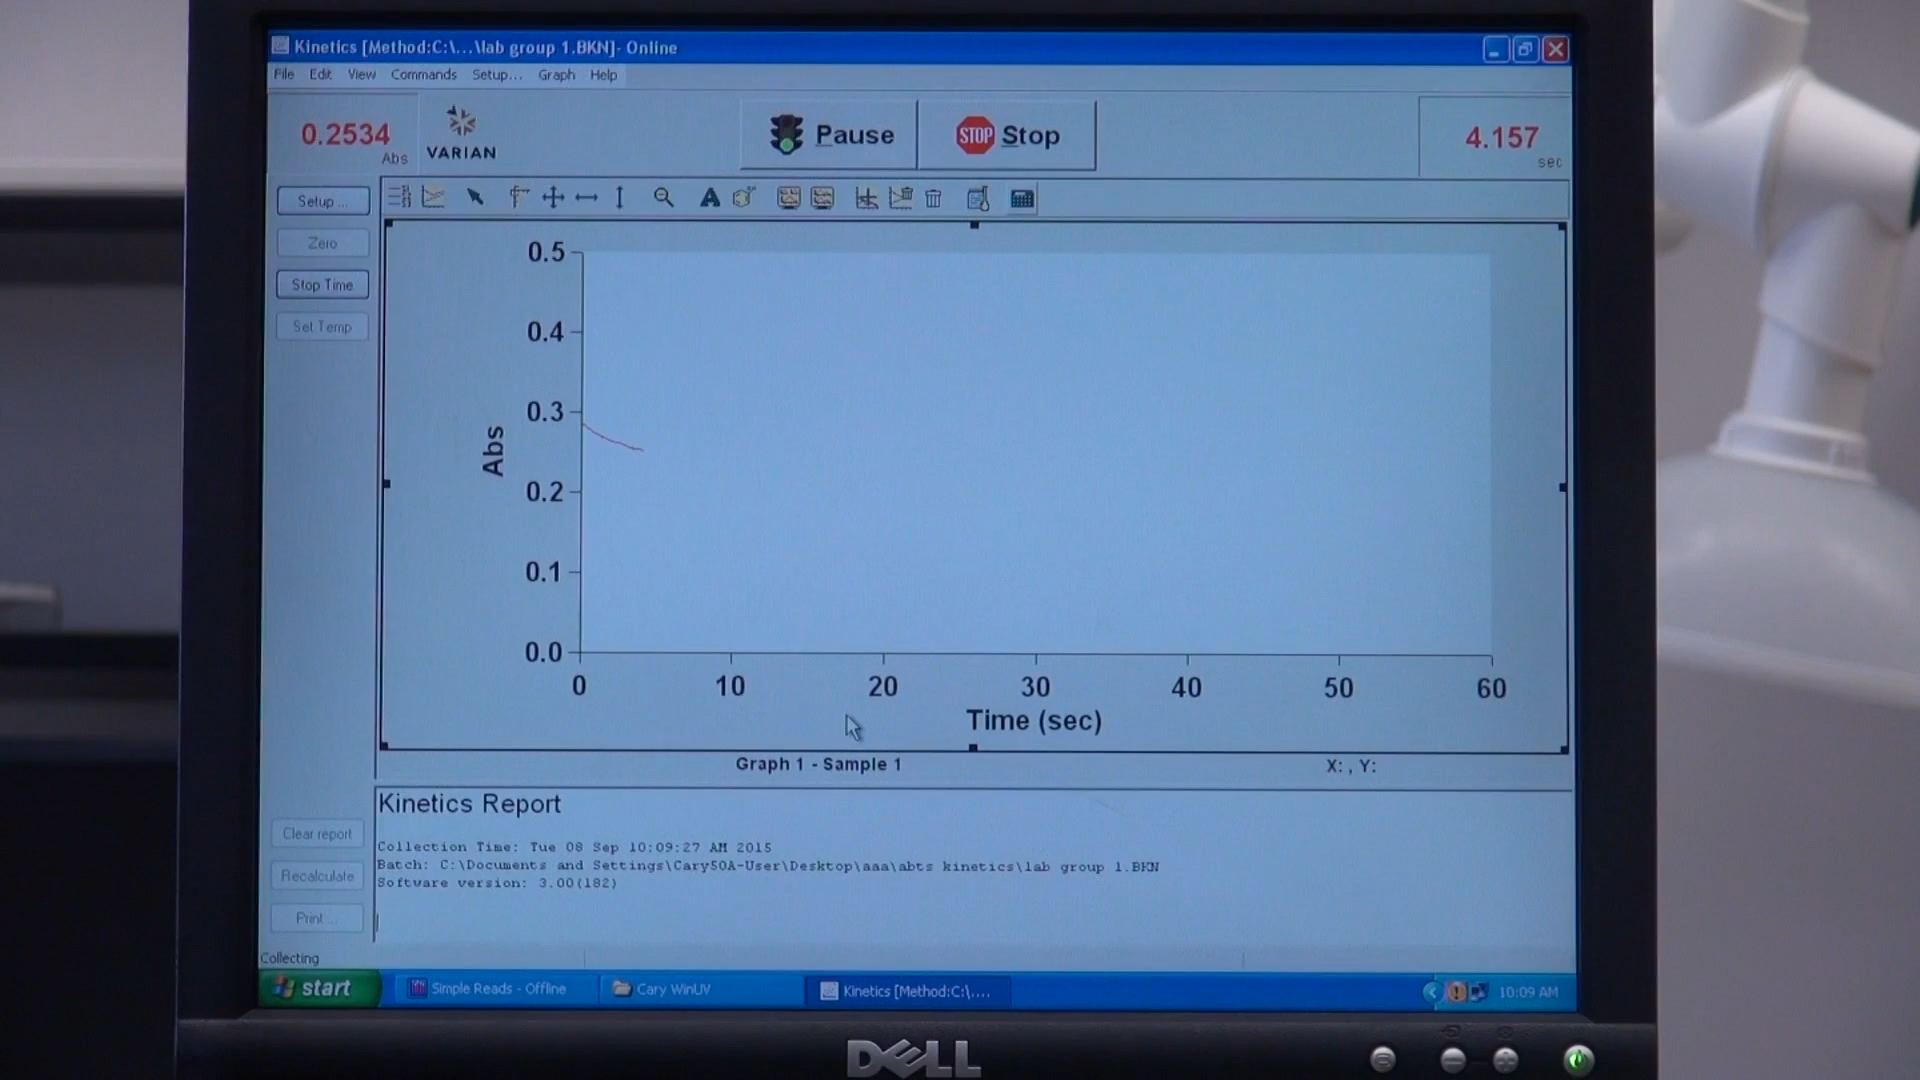 Kinetics [Method:C:\...\lab group 1.BKN]- Online
File Edit View Commands Setup... Graph Help
0.2534
Abs
VARIAN
Pause
STOP Stop
4.157
sec
Setup ...
Zero
Stop Time
Set Temp
0.5
0.4
0.3
0.2
0.1
0.0
Abs
0 10 20 30 40 50 60
Time (sec)
Graph 1 - Sample 1
X: , Y:
Kinetics Report
Collection Time: Tue 08 Sep 10:09:27 AM 2015
Batch: C:\Documents and Settings\Cary50A-User\Desktop\aaa\abts kinetics\lab group 1.BKN
Software version: 3.00(182)
Clear report
Recalculate
Print ...
Collecting
start
Simple Reads - Offline
Cary WinUV
Kinetics [Method:C:\....
10:09 AM
DELL